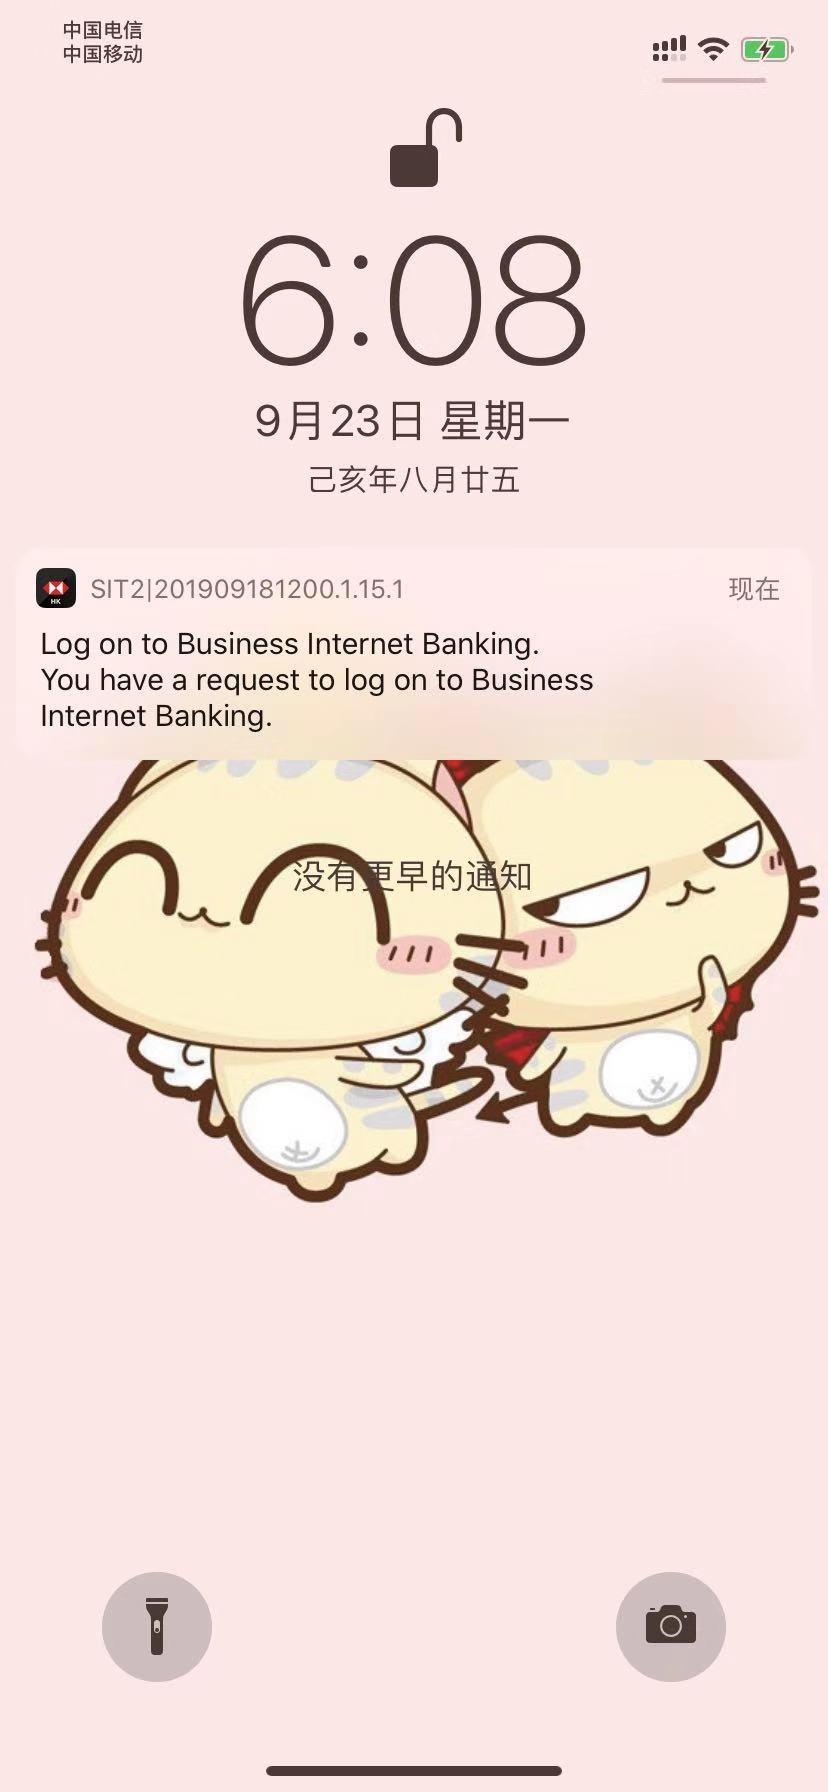 中国电信
中国移动
6:08
9月23日 星期一
己亥年八月廿五
HK
SIT2|201909181200.1.15.1 现在
Log on to Business Internet Banking.
You have a request to log on to Business
Internet Banking.
没有更早的通知